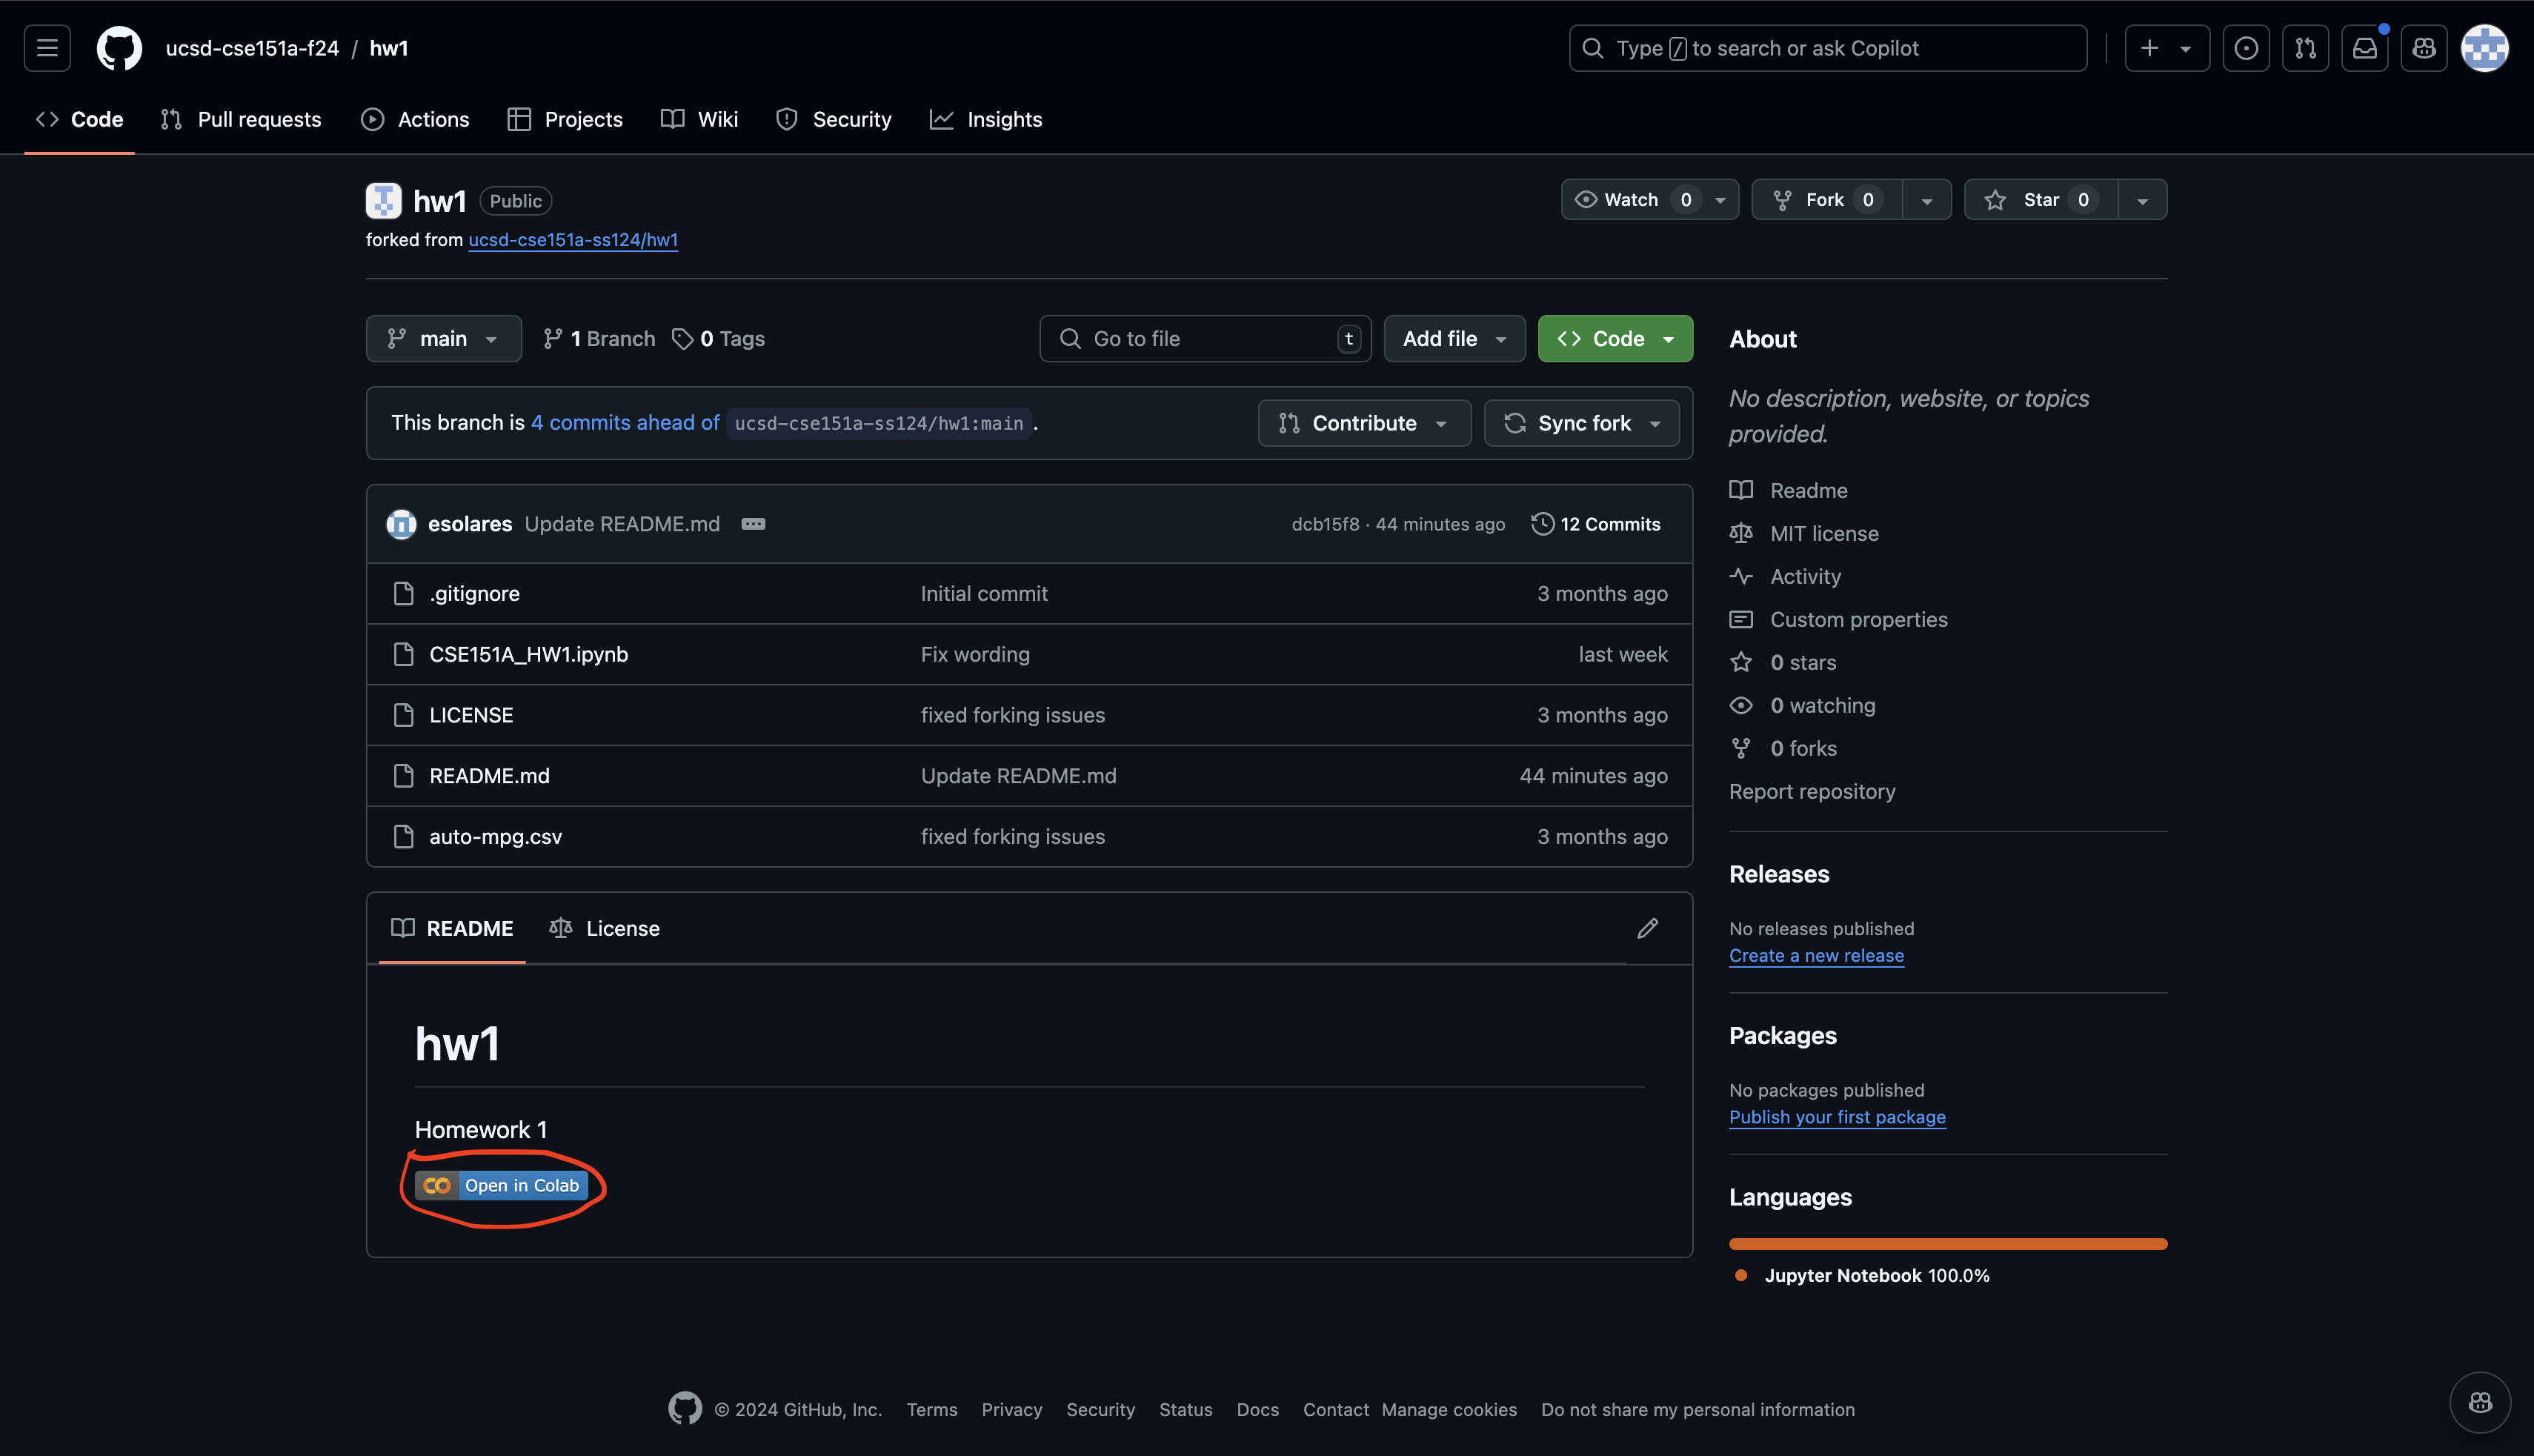 ucsd-cse151a-f24 / hw1
Type / to search or ask Copilot
Code Pull requests Actions Projects Wiki Security Insights
hw1 Public
Watch 0 Fork 0 Star 0
forked from ucsd-cse151a-ss124/hw1
main 1 Branch 0 Tags
Go to file t
Add file
Code
This branch is 4 commits ahead of ucsd-cse151a-ss124/hw1:main .
Contribute
Sync fork
esolares Update README.md dcb15f8 · 44 minutes ago 12 Commits
.gitignore Initial commit 3 months ago
CSE151A_HW1.ipynb Fix wording last week
LICENSE fixed forking issues 3 months ago
README.md Update README.md 44 minutes ago
auto-mpg.csv fixed forking issues 3 months ago
README License
hw1
Homework 1
Open in Colab
About
No description, website, or topics
provided.
Readme
MIT license
Activity
Custom properties
0 stars
0 watching
0 forks
Report repository
Releases
No releases published
Create a new release
Packages
No packages published
Publish your first package
Languages
Jupyter Notebook 100.0%
© 2024 GitHub, Inc. Terms Privacy Security Status Docs Contact Manage cookies Do not share my personal information